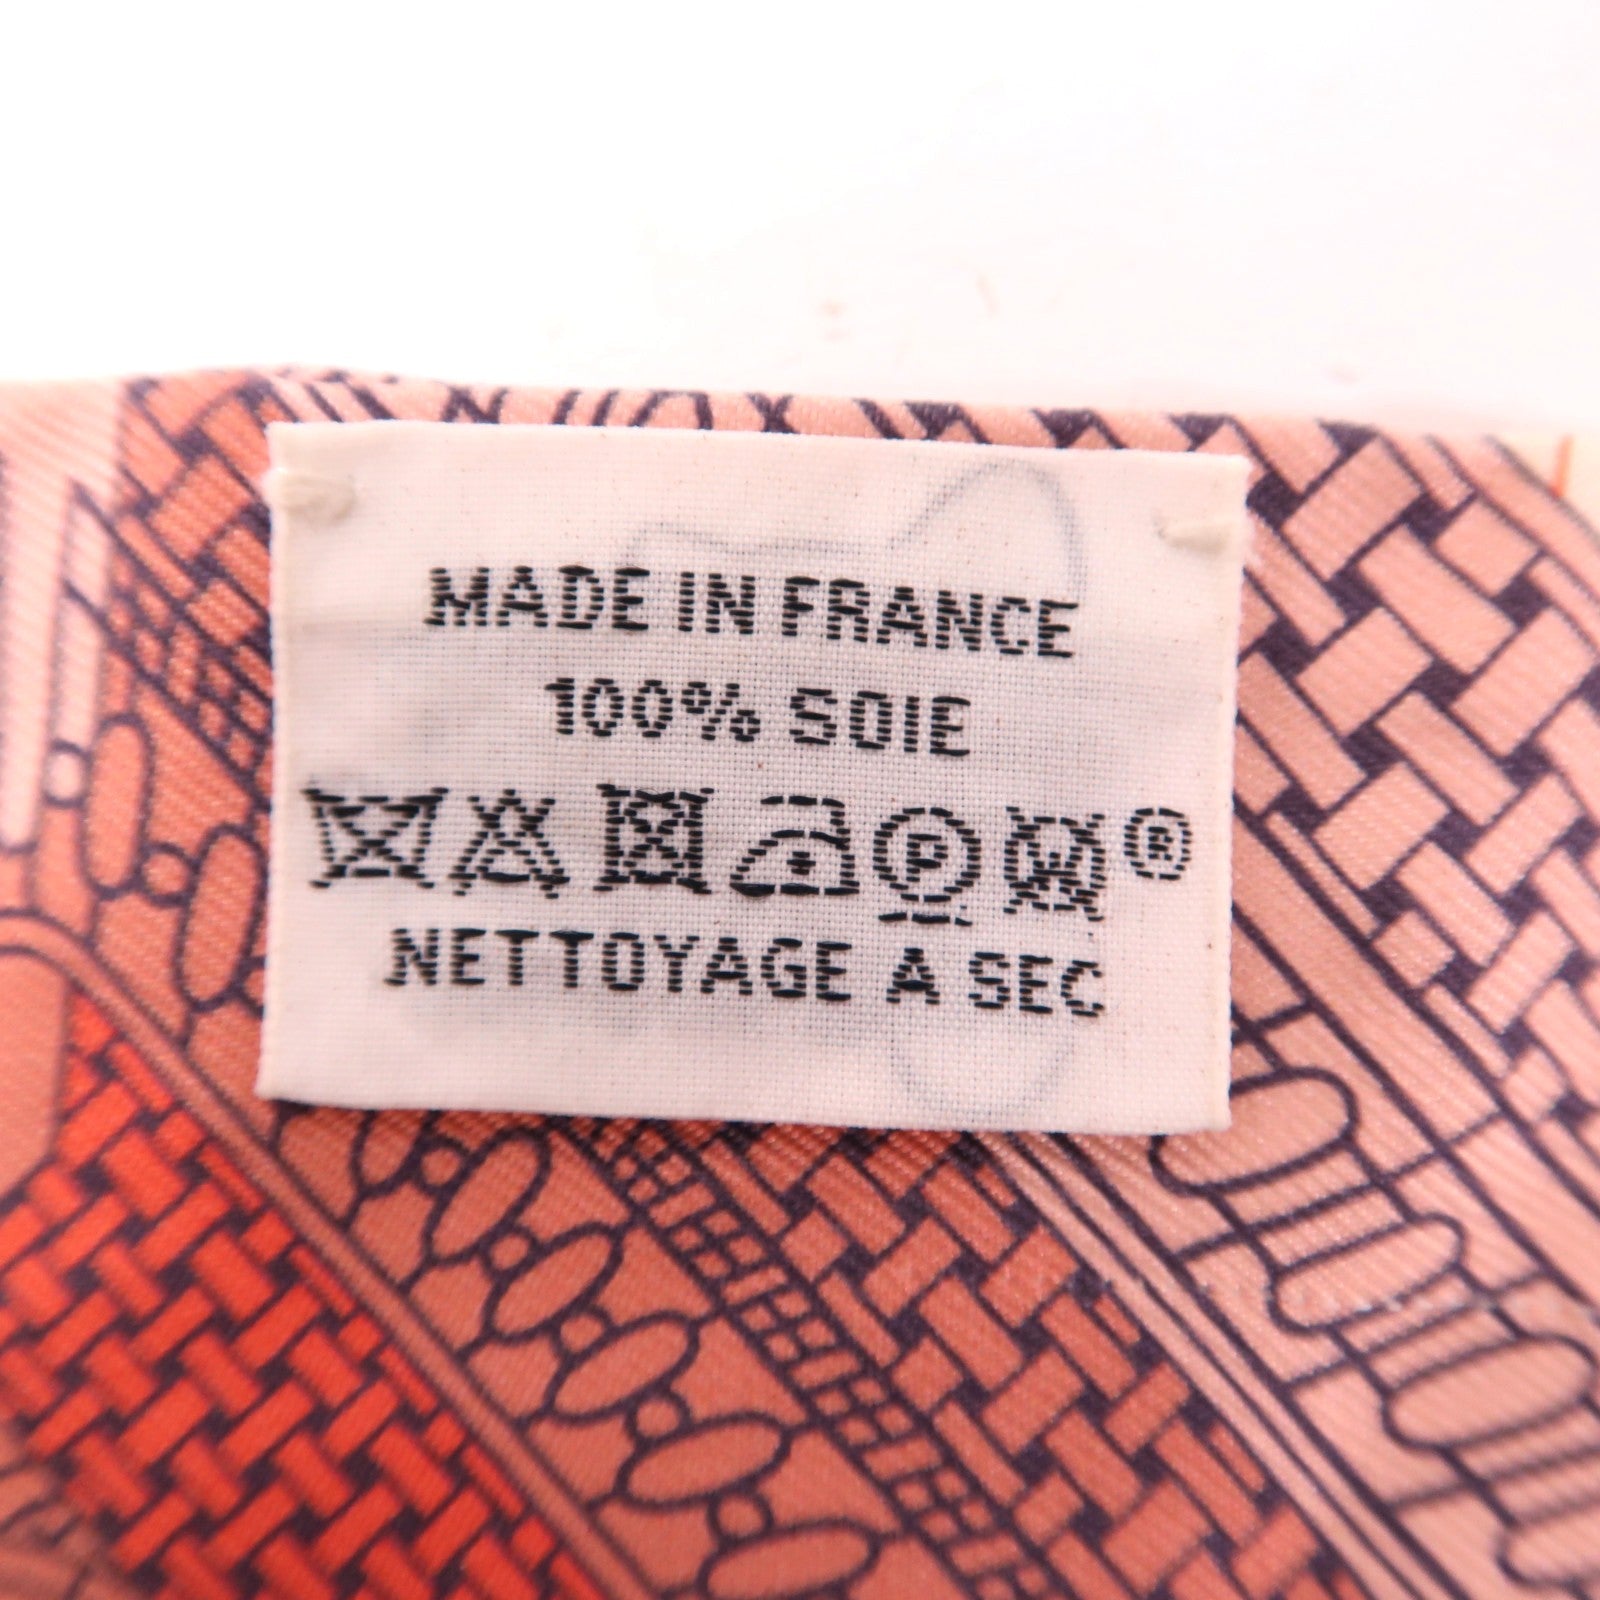 MADE IN FRANCE
100% SOIE
P W ®
NETTOYAGE A SEC